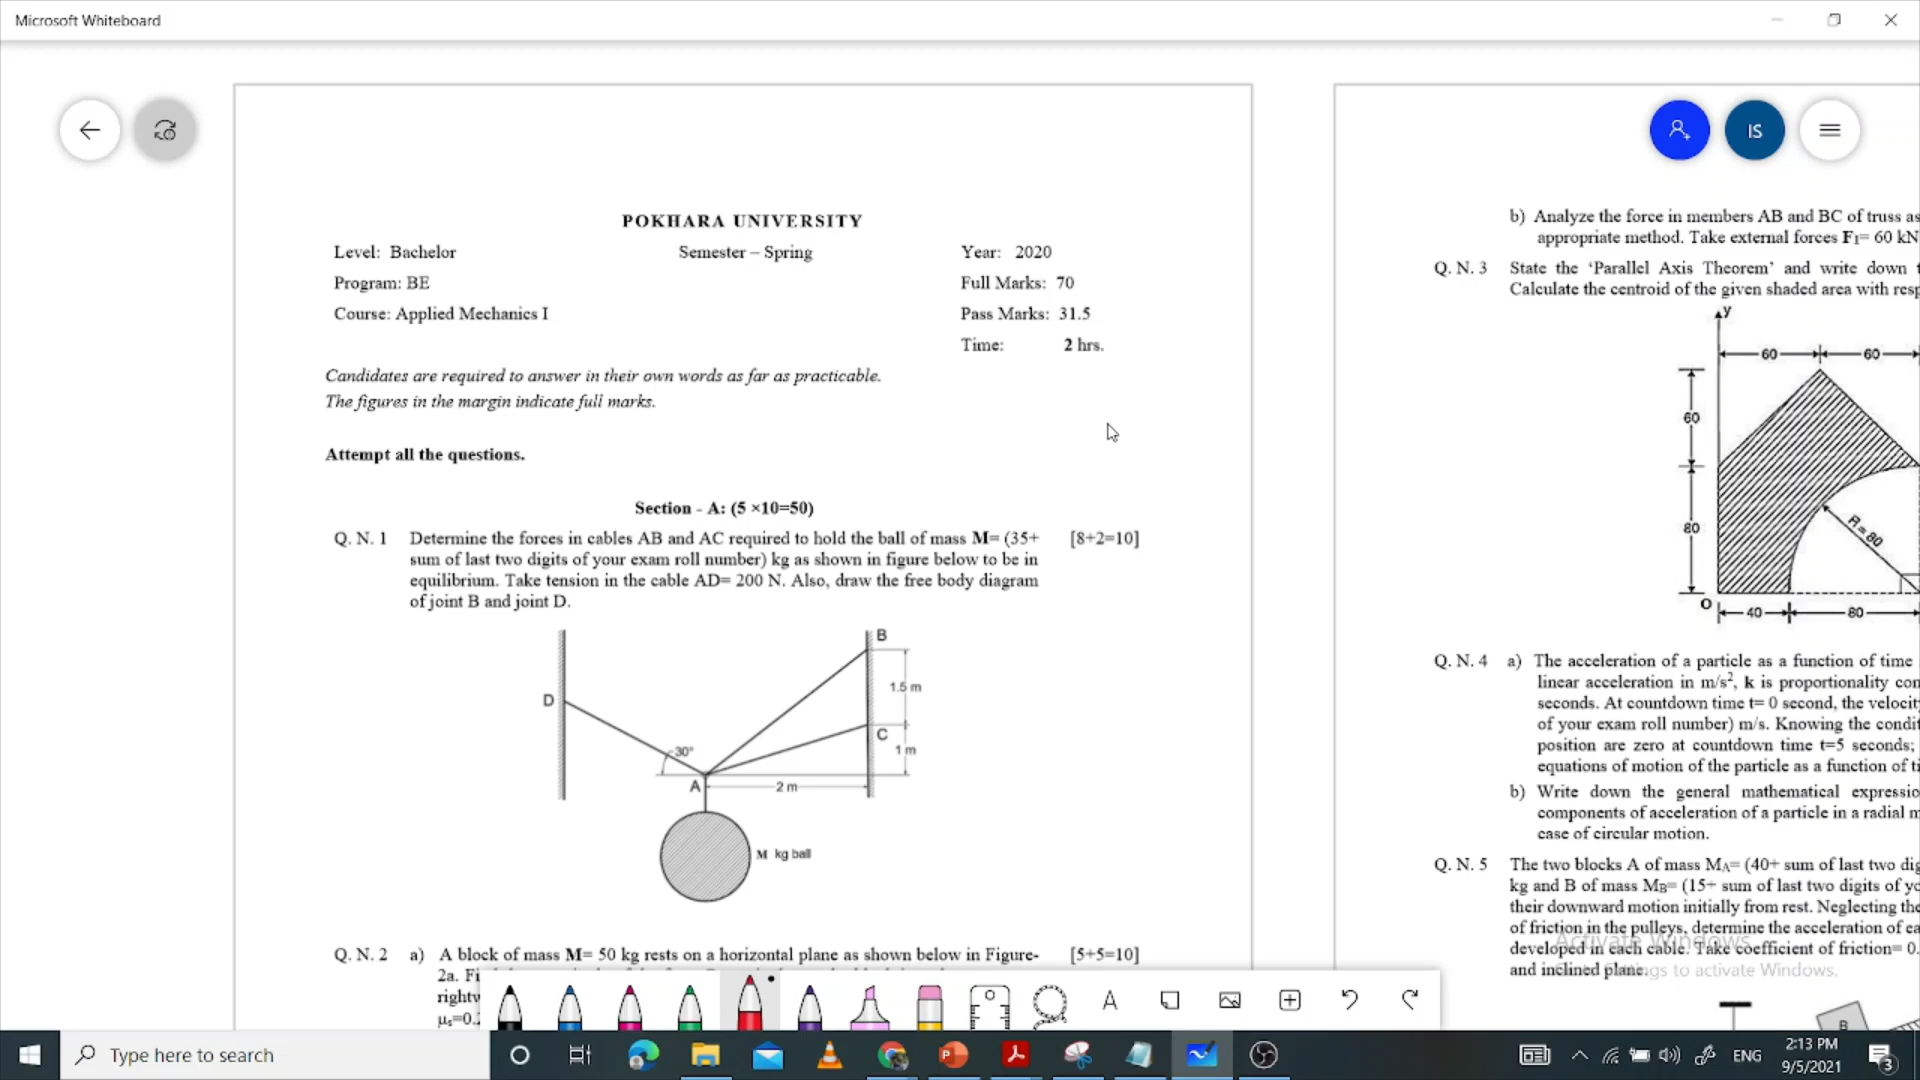 Microsoft Whiteboard
IS
POKHARA UNIVERSITY
Level: Bachelor Semester – Spring Year: 2020
Program: BE Full Marks: 70
Course: Applied Mechanics I Pass Marks: 31.5
Time: 2 hrs.
Candidates are required to answer in their own words as far as practicable.
The figures in the margin indicate full marks.
Attempt all the questions.
Section - A: (5 ×10=50)
Q. N. 1 Determine the forces in cables AB and AC required to hold the ball of mass M= (35+ [8+2=10]
sum of last two digits of your exam roll number) kg as shown in figure below to be in
equilibrium. Take tension in the cable AD= 200 N. Also, draw the free body diagram
of joint B and joint D.
B
1.5 m
D
C
30°
1 m
A
2 m
M kg ball
Q. N. 2 a) A block of mass M= 50 kg rests on a horizontal plane as shown below in Figure- [5+5=10]
2a.
μs=0.
b) Analyze the force in members AB and BC of truss as
appropriate method. Take external forces F1= 60 kN
Q. N. 3 State the ‘Parallel Axis Theorem’ and write down
Calculate the centroid of the given shaded area with
y
60 60
60
R = 80
80
O
40 80
Q. N. 4 a) The acceleration of a particle as a function of time
linear acceleration in m/s², k is proportionality
seconds. At countdown time t= 0 second, the
of your exam roll number) m/s. Knowing the
position are zero at countdown time t=5 seconds;
equations of motion of the particle as a function of
b) Write down the general mathematical
components of acceleration of a particle in a radial
case of circular motion.
Q. N. 5 The two blocks A of mass MA= (40+ sum of last two
kg and B of mass MB= (15+ sum of last two digits of
their downward motion initially from rest. Neglecting the
of friction in the pulleys, determine the acceleration of
developed in each cable. Take coefficient of friction= 0.
and inclined plane.
B
Activate Windows
to activate Windows.
A
Type here to search
ENG
2:13 PM
9/5/2021
3